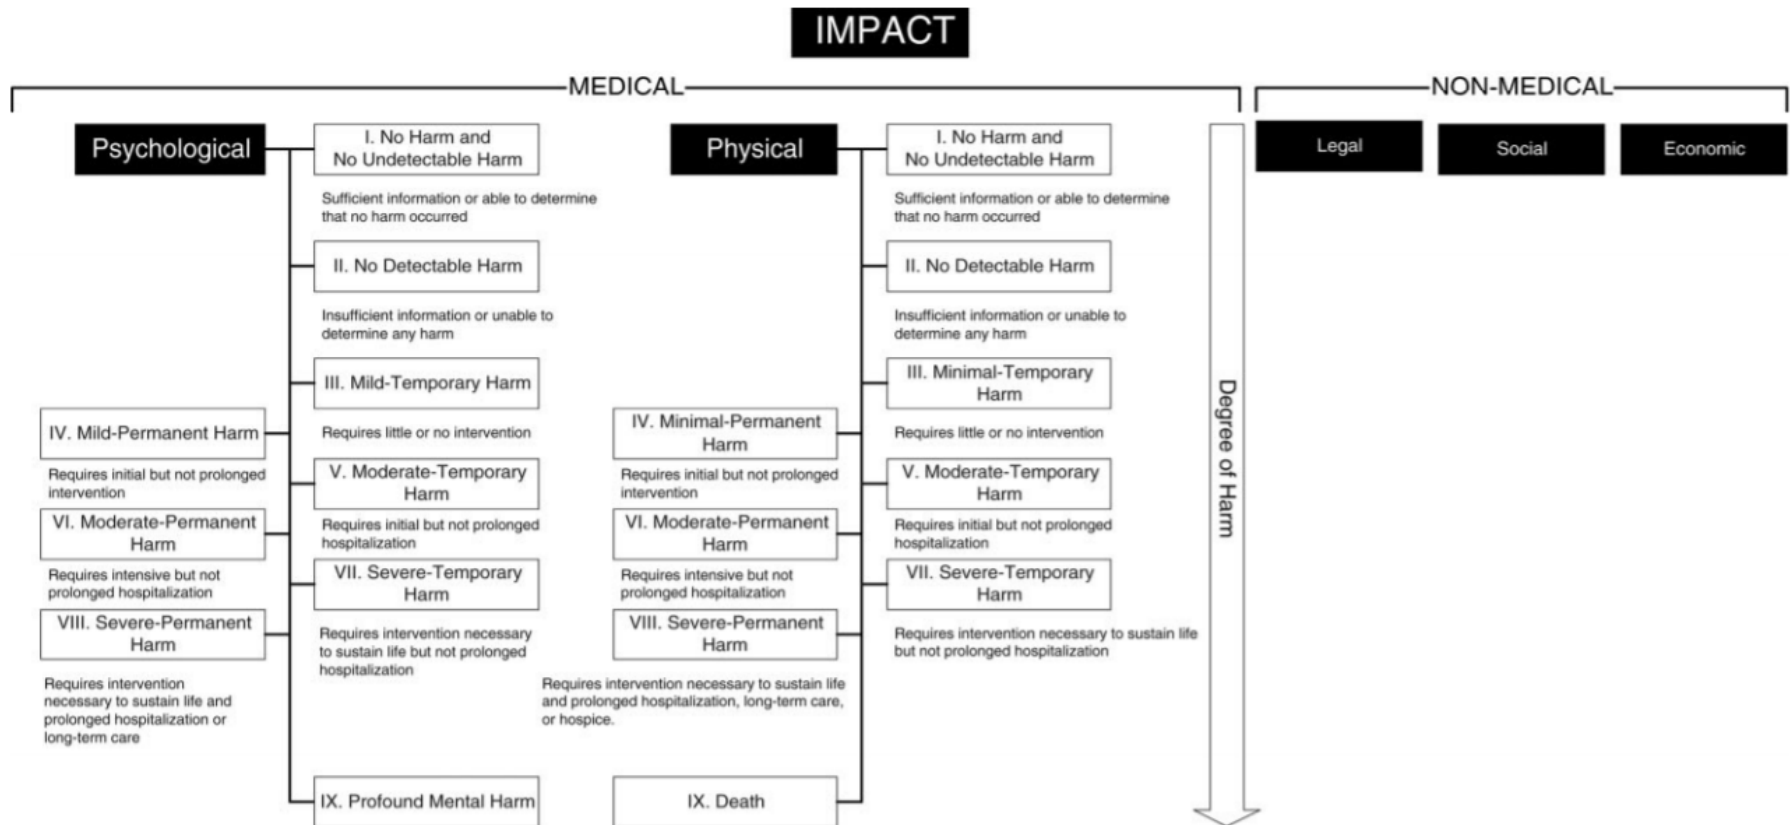 IMPACT
MEDICAL
NON-MEDICAL
Psychological
I. No Harm and
No Undetectable Harm
Sufficient information or able to determine
that no harm occurred
II. No Detectable Harm
Insufficient information or unable to
determine any harm
III. Mild-Temporary Harm
Requires little or no intervention
IV. Mild-Permanent Harm
Requires initial but not prolonged
intervention
V. Moderate-Temporary
Harm
Requires initial but not prolonged
hospitalization
VI. Moderate-Permanent
Harm
Requires intensive but not
prolonged hospitalization
VII. Severe-Temporary
Harm
Requires intervention necessary
to sustain life but not prolonged
hospitalization
VIII. Severe-Permanent
Harm
Requires intervention
necessary to sustain life and
prolonged hospitalization or
long-term care
IX. Profound Mental Harm
Physical
I. No Harm and
No Undetectable Harm
Sufficient information or able to determine
that no harm occurred
II. No Detectable Harm
Insufficient information or unable to
determine any harm
III. Minimal-Temporary
Harm
Requires little or no intervention
IV. Minimal-Permanent
Harm
Requires initial but not prolonged
intervention
V. Moderate-Temporary
Harm
Requires initial but not prolonged
hospitalization
VI. Moderate-Permanent
Harm
Requires intensive but not
prolonged hospitalization
VII. Severe-Temporary
Harm
Requires intervention necessary to sustain life
but not prolonged hospitalization
VIII. Severe-Permanent
Harm
Requires intervention necessary to sustain life
and prolonged hospitalization, long-term care,
or hospice.
IX. Death
Degree of Harm
Legal
Social
Economic